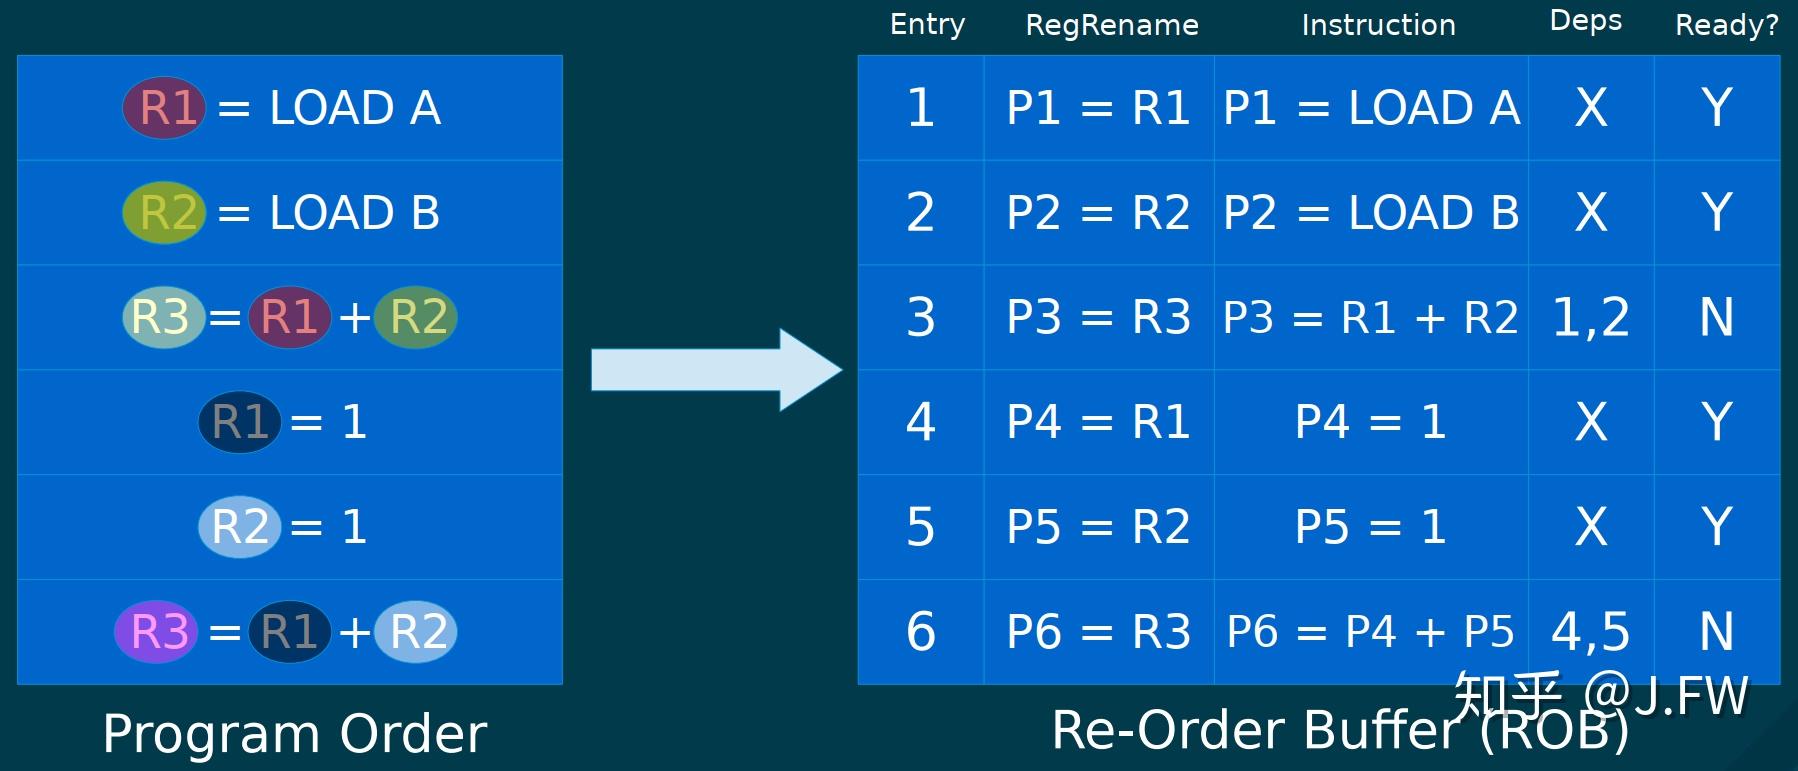 Entry RegRename Instruction Deps Ready?
R1 = LOAD A
R2 = LOAD B
R3 = R1 + R2
R1 = 1
R2 = 1
R3 = R1 + R2
1 P1 = R1 P1 = LOAD A X Y
2 P2 = R2 P2 = LOAD B X Y
3 P3 = R3 P3 = R1 + R2 1,2 N
4 P4 = R1 P4 = 1 X Y
5 P5 = R2 P5 = 1 X Y
6 P6 = R3 P6 = P4 + P5 4,5 N
Program Order
Re-Order Buffer (ROB)
知乎 @J.FW